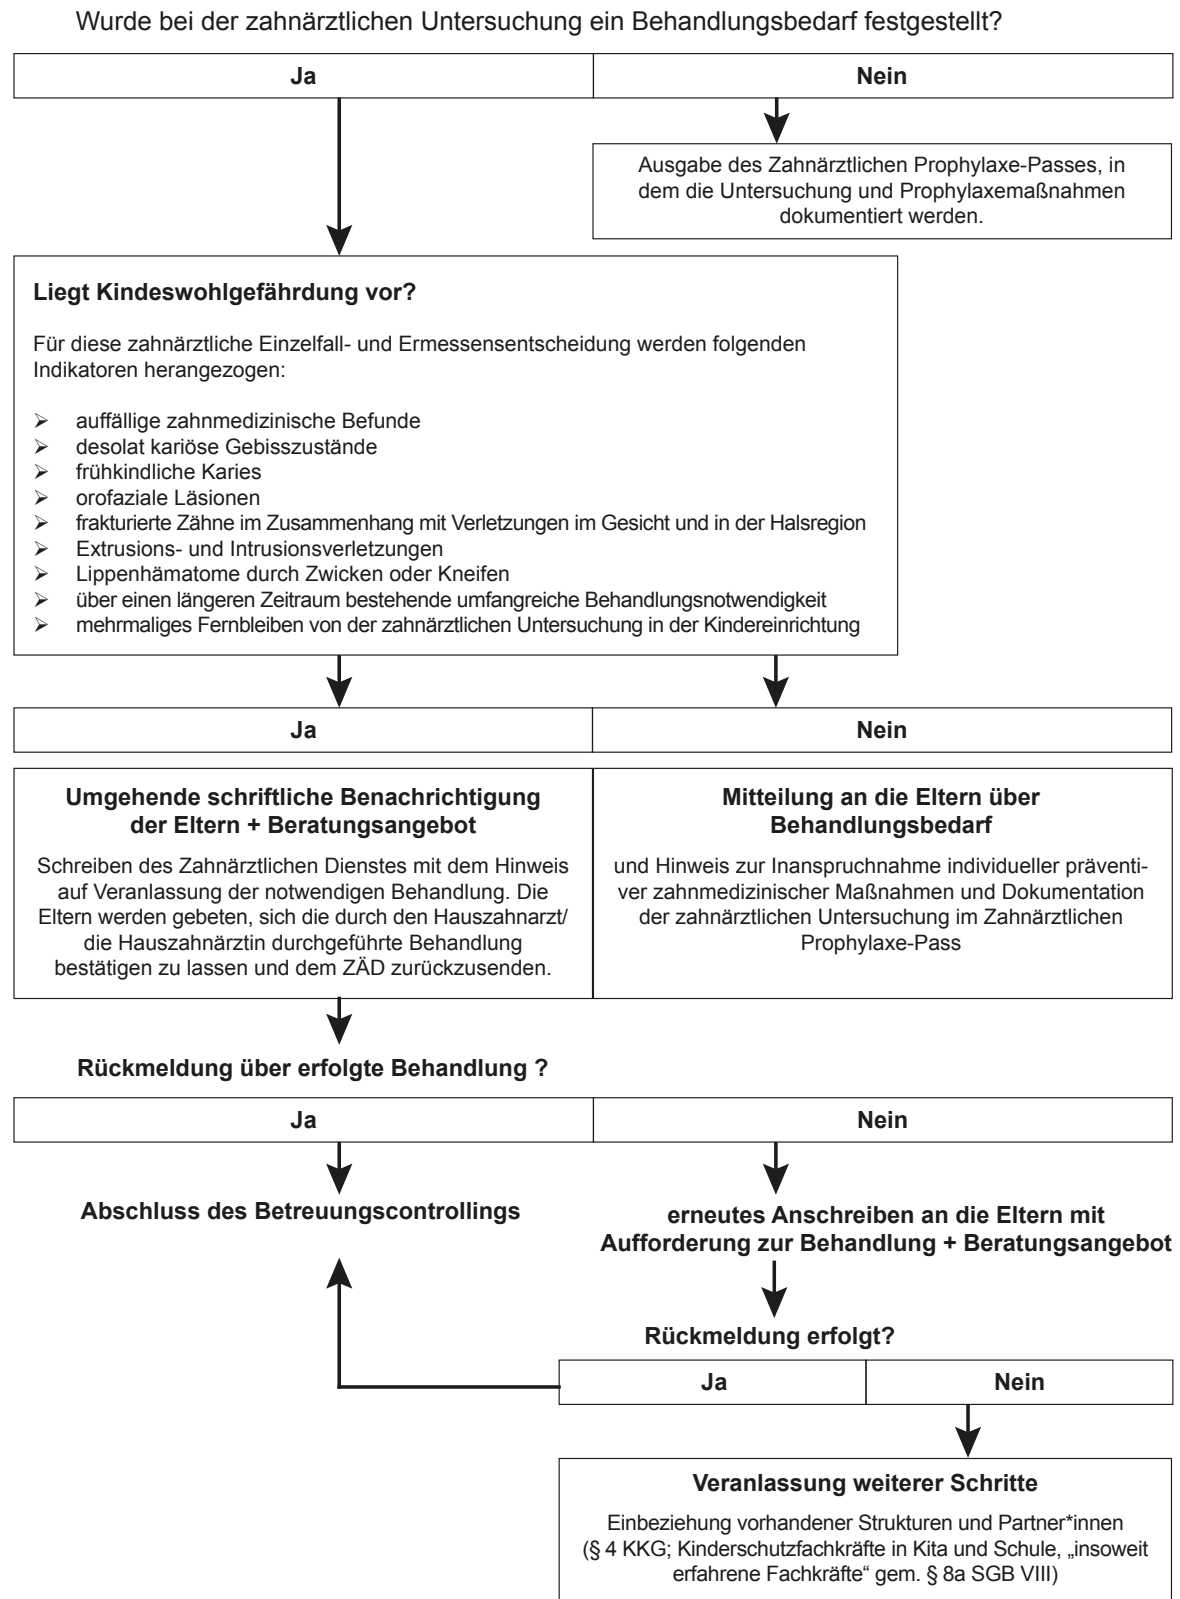 Wurde bei der zahnärztlichen Untersuchung ein Behandlungsbedarf festgestellt?
Ja
Nein
Ausgabe des Zahnärztlichen Prophylaxe-Passes, in
dem die Untersuchung und Prophylaxemaßnahmen
dokumentiert werden.
Liegt Kindeswohlgefährdung vor?
Für diese zahnärztliche Einzelfall- und Ermessensentscheidung werden folgenden
Indikatoren herangezogen:
➢ auffällige zahnmedizinische Befunde
➢ desolat kariöse Gebisszustände
➢ frühkindliche Karies
➢ orofaziale Läsionen
➢ frakturierte Zähne im Zusammenhang mit Verletzungen im Gesicht und in der Halsregion
➢ Extrusions- und Intrusionsverletzungen
➢ Lippenhämatome durch Zwicken oder Kneifen
➢ über einen längeren Zeitraum bestehende umfangreiche Behandlungsnotwendigkeit
➢ mehrmaliges Fernbleiben von der zahnärztlichen Untersuchung in der Kindereinrichtung
Ja
Nein
Umgehende schriftliche Benachrichtigung
der Eltern + Beratungsangebot
Schreiben des Zahnärztlichen Dienstes mit dem Hinweis
auf Veranlassung der notwendigen Behandlung. Die
Eltern werden gebeten, sich die durch den Hauszahnarzt/
die Hauszahnärztin durchgeführte Behandlung
bestätigen zu lassen und dem ZÄD zurückzusenden.
Mitteilung an die Eltern über
Behandlungsbedarf
und Hinweis zur Inanspruchnahme individueller präventi-
ver zahnmedizinischer Maßnahmen und Dokumentation
der zahnärztlichen Untersuchung im Zahnärztlichen
Prophylaxe-Pass
Rückmeldung über erfolgte Behandlung ?
Ja
Nein
Abschluss des Betreuungscontrollings
erneutes Anschreiben an die Eltern mit
Aufforderung zur Behandlung + Beratungsangebot
Rückmeldung erfolgt?
Ja
Nein
Veranlassung weiterer Schritte
Einbeziehung vorhandener Strukturen und Partner*innen
(§ 4 KKG; Kinderschutzfachkräfte in Kita und Schule, „insoweit
erfahrene Fachkräfte“ gem. § 8a SGB VIII)